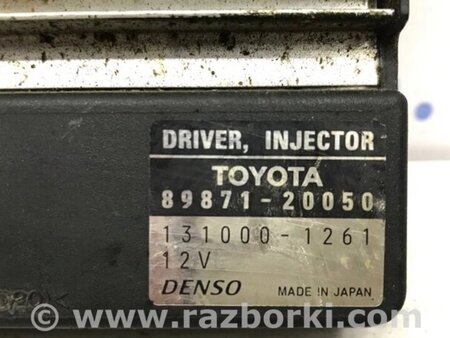 DRIVER, INJECTOR
TOYOTA
89871-20050
131000-1261
12V
DENSO MADE IN JAPAN
© www.razborki.com